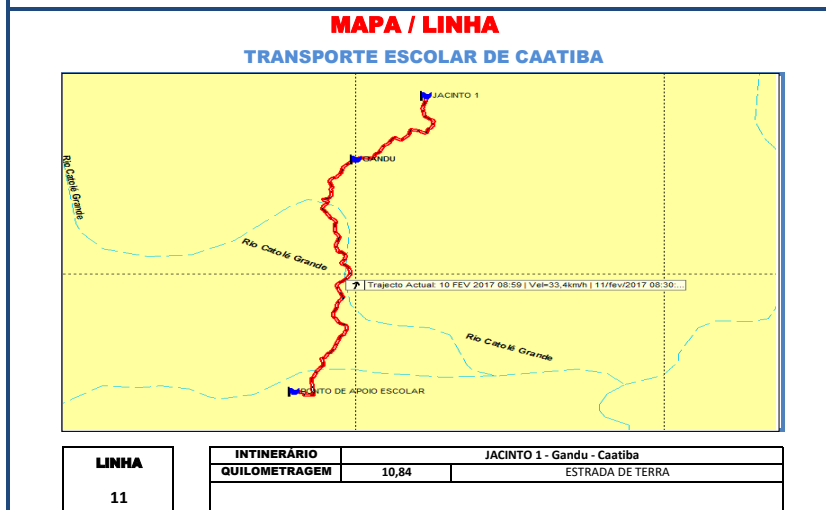 MAPA / LINHA
TRANSPORTE ESCOLAR DE CAATIBA
JACINTO 1
GANDU
Rio Catolé Grande
Rio Catolé Grande
Trajecto Actual: 10 FEV 2017 08:59 | Vel=33,4km/h | 11/fev/2017 08:30:...
Rio Catolé Grande
PONTO DE APOIO ESCOLAR
LINHA
11
INTINERÁRIO JACINTO 1 - Gandu - Caatiba
QUILOMETRAGEM 10,84 ESTRADA DE TERRA